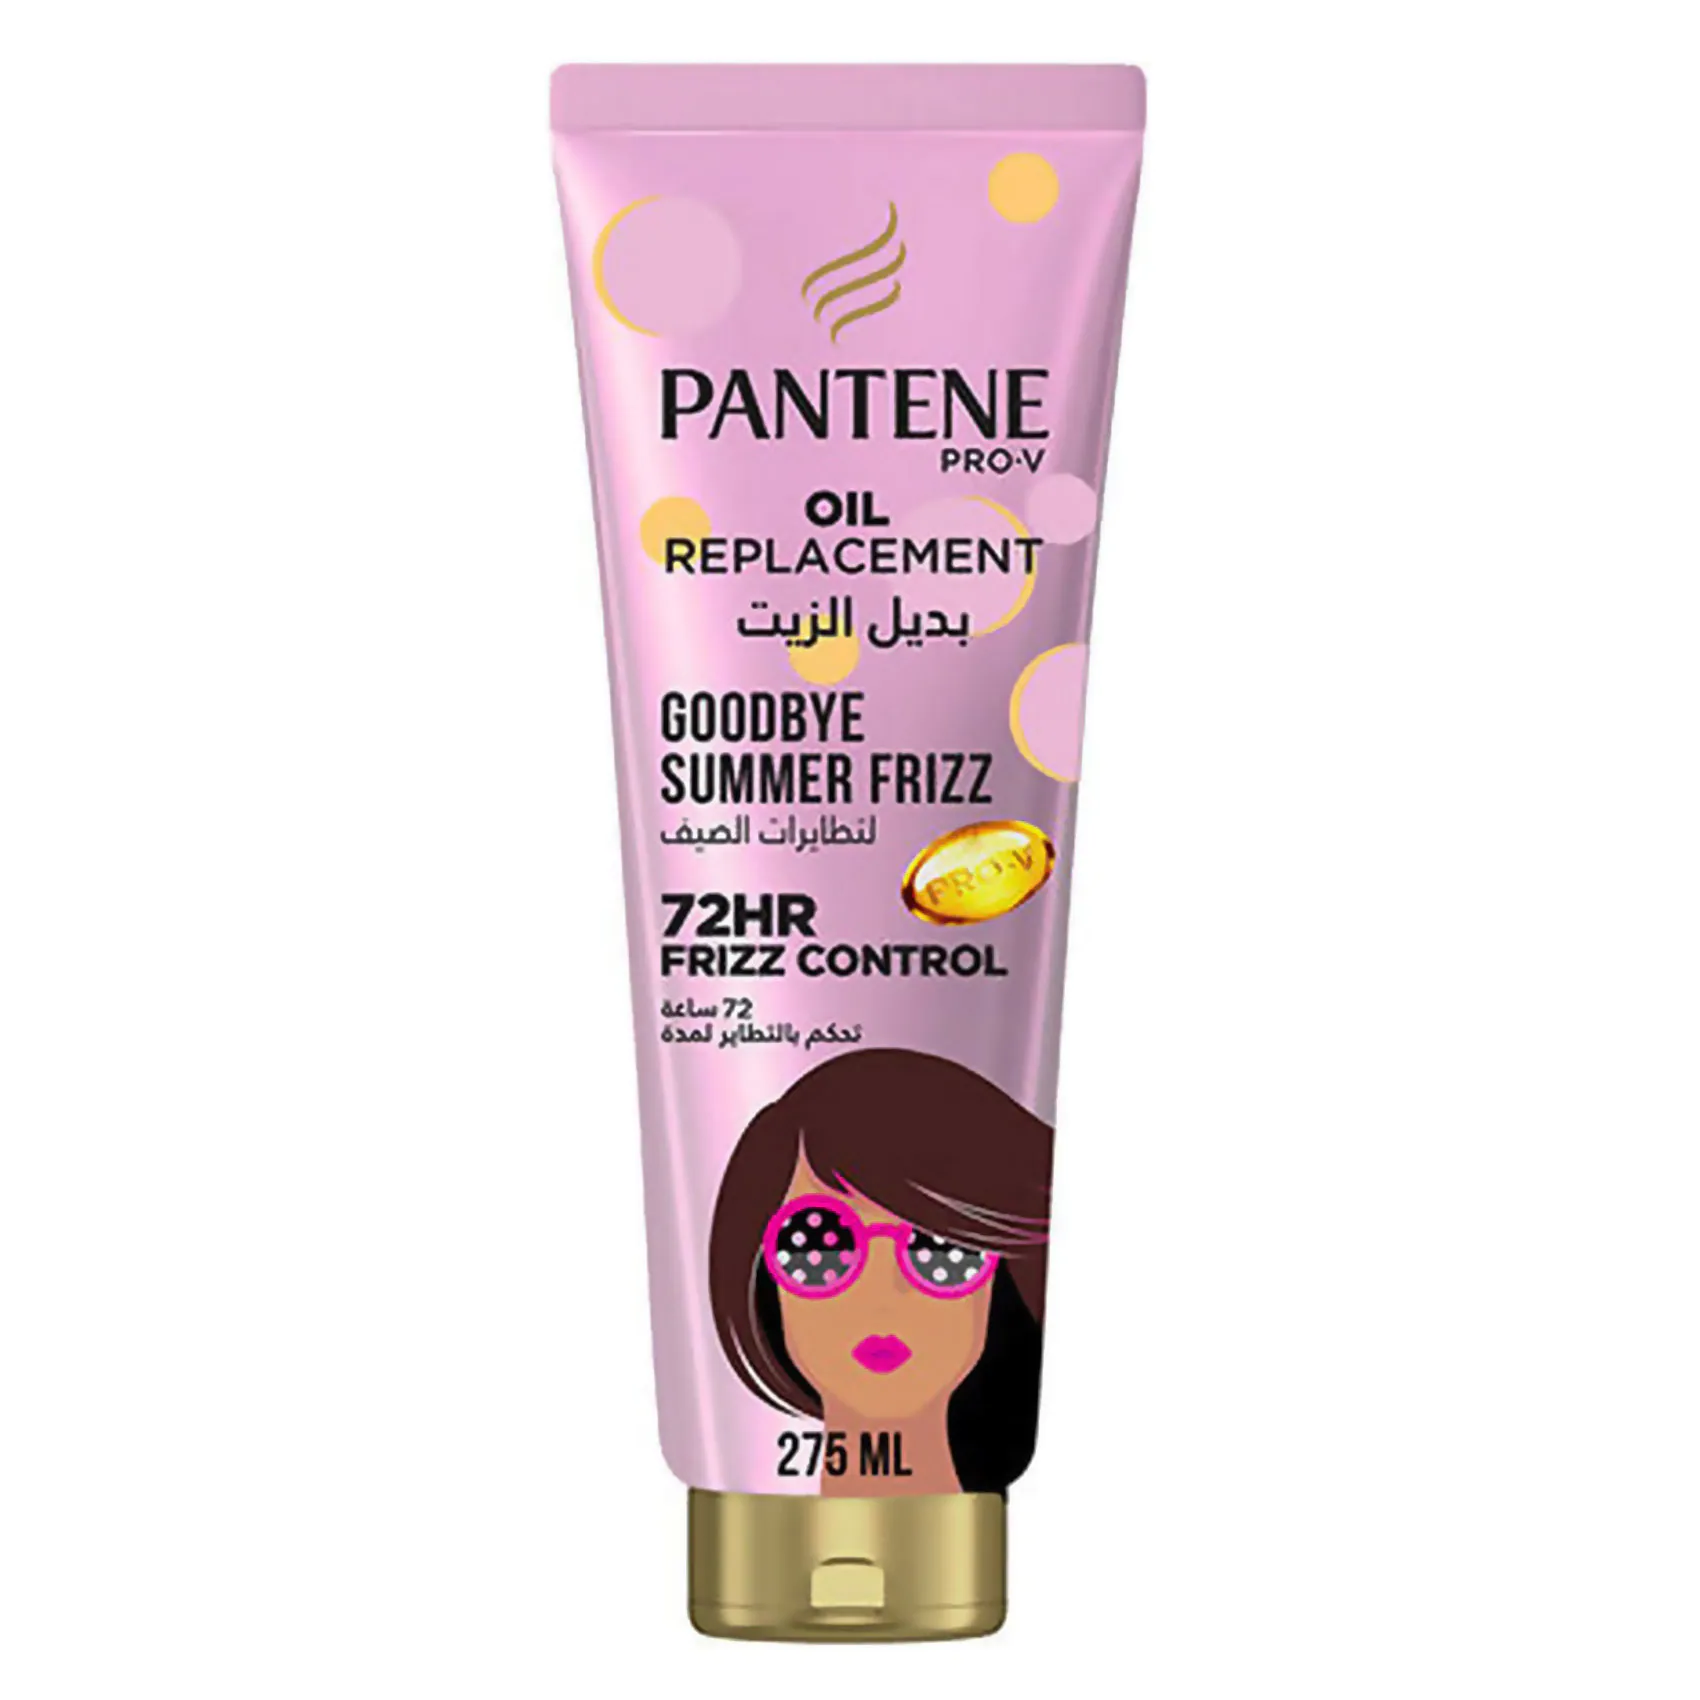 PANTENE
PRO-V
OIL
REPLACEMENT
بديل الزيت
GOODBYE
SUMMER FRIZZ
لتطايرات الصيف
PRO-V
72HR
FRIZZ CONTROL
72 ساعة
تحكم بالتطاير لمدة
275 ML